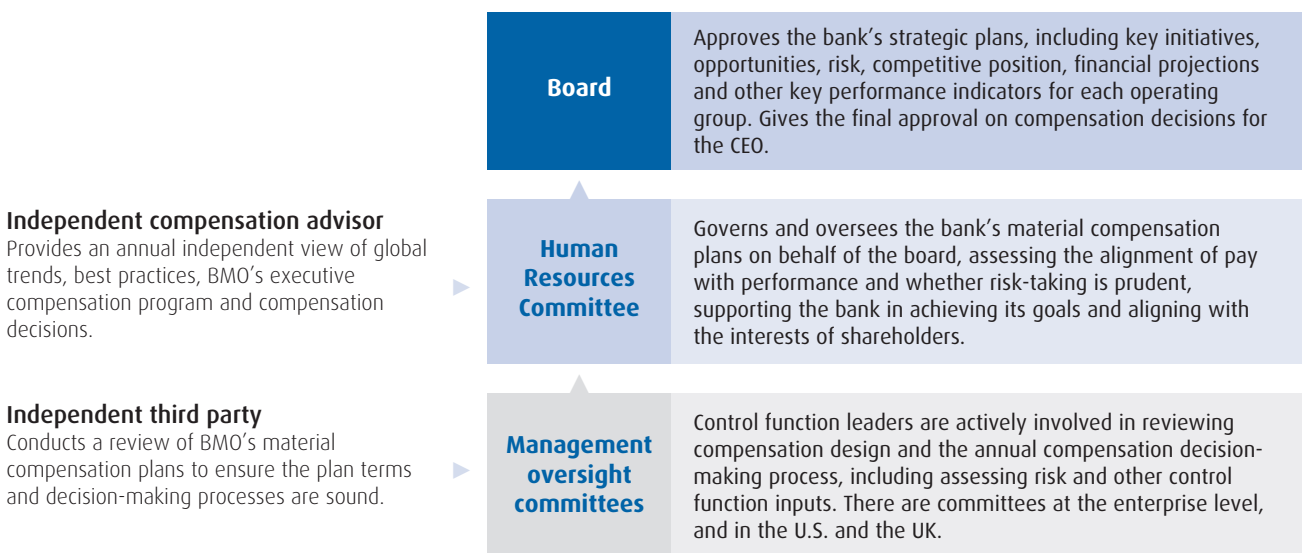 Board
Approves the bank’s strategic plans, including key initiatives,
opportunities, risk, competitive position, financial projections
and other key performance indicators for each operating
group. Gives the final approval on compensation decisions for
the CEO.
Independent compensation advisor
Provides an annual independent view of global
trends, best practices, BMO’s executive
compensation program and compensation
decisions.
Human
Resources
Committee
Governs and oversees the bank’s material compensation
plans on behalf of the board, assessing the alignment of pay
with performance and whether risk-taking is prudent,
supporting the bank in achieving its goals and aligning with
the interests of shareholders.
Independent third party
Conducts a review of BMO’s material
compensation plans to ensure the plan terms
and decision-making processes are sound.
Management
oversight
committees
Control function leaders are actively involved in reviewing
compensation design and the annual compensation decision-
making process, including assessing risk and other control
function inputs. There are committees at the enterprise level,
and in the U.S. and the UK.